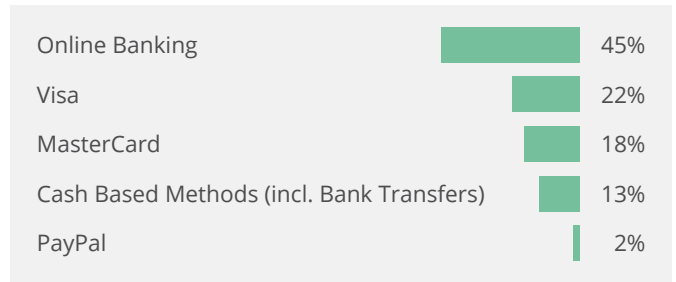 Online Banking 45%
Visa 22%
MasterCard 18%
Cash Based Methods (incl. Bank Transfers) 13%
PayPal 2%